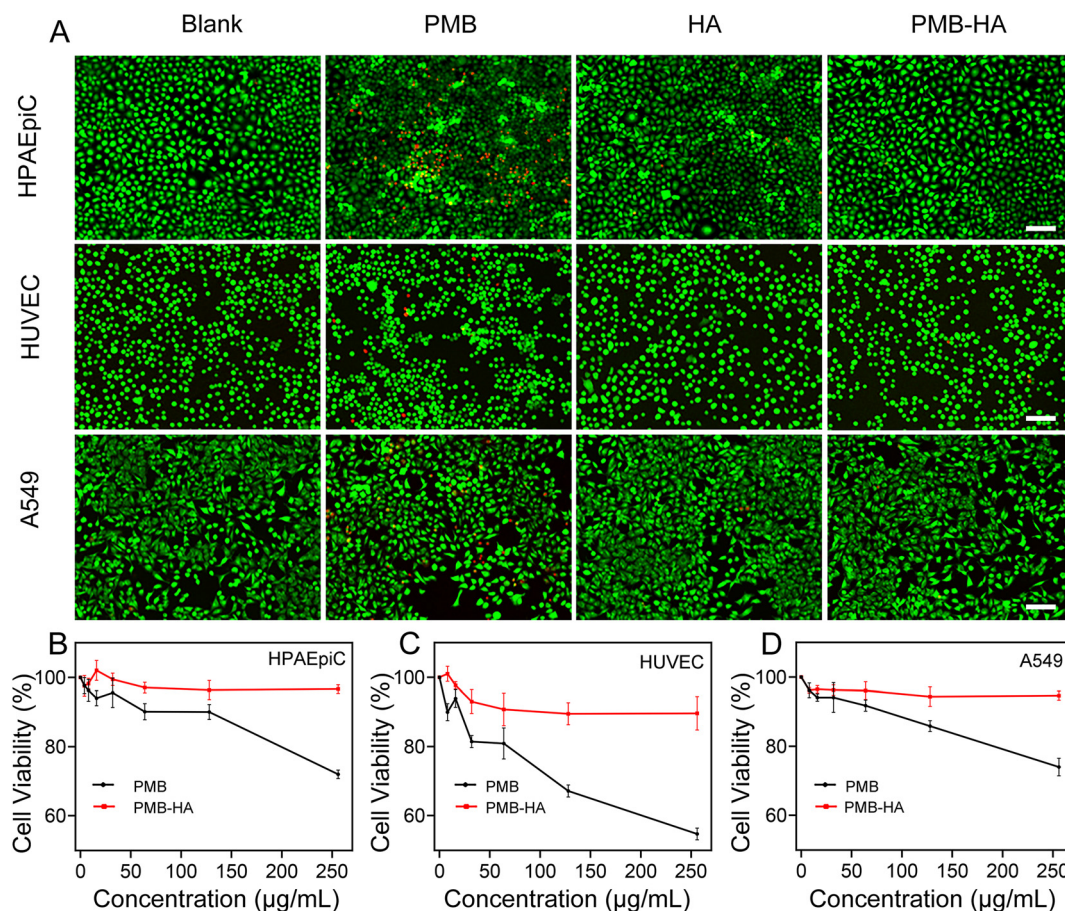 A
Blank PMB HA PMB-HA
HPAEpiC
HUVEC
A549
B
HPAEpiC
Cell Viability (%)
100
80
60
PMB
PMB-HA
0 50 100 150 200 250
Concentration (µg/mL)
C
HUVEC
Cell Viability (%)
100
80
60
PMB
PMB-HA
0 50 100 150 200 250
Concentration (µg/mL)
D
A549
Cell Viability (%)
100
80
60
PMB
PMB-HA
0 50 100 150 200 250
Concentration (µg/mL)